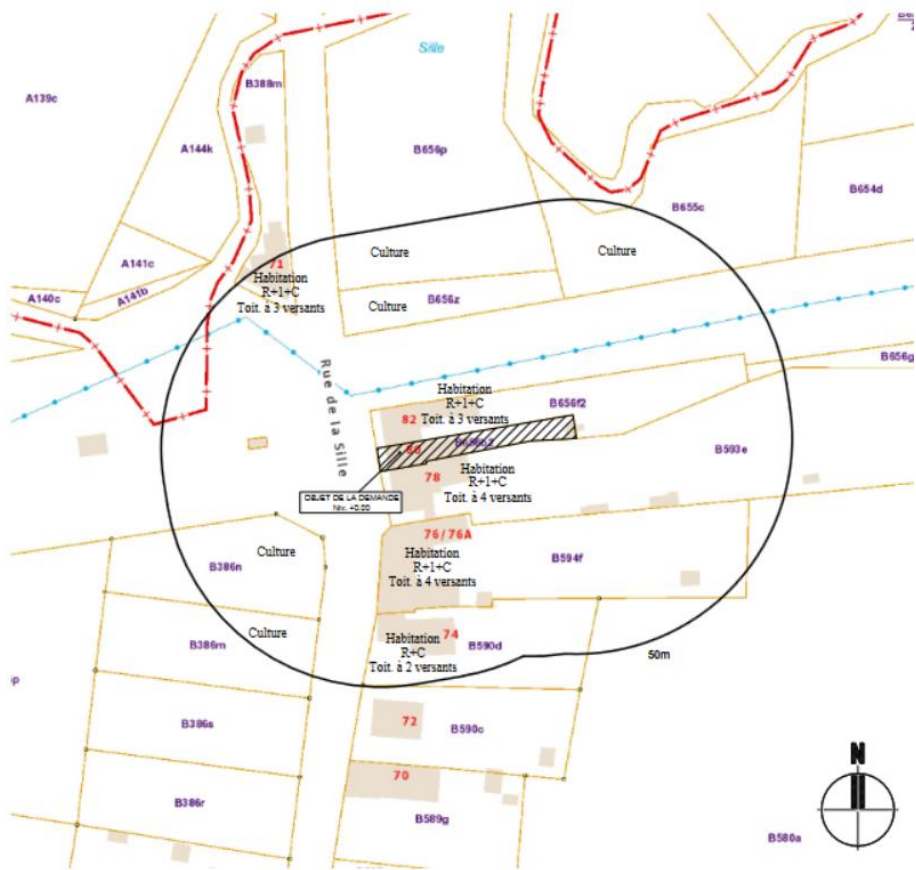 Sille
A139c
B388m
A144k
B656p
B654d
B655c
Culture
Culture
A141c
71
Habitation
R+1+C
Toit. à 3 versants
A140c
A141b
Culture
B656z
B656g
Rue de la Sille
Habitation
R+1+C
Toit. à 3 versants
B656f2
82
80
B593e
Habitation
R+1+C
Toit. à 4 versants
78
OBJET DE LA DEMANDE
Niv. +0.00
76/76A
Habitation
R+1+C
Toit. à 4 versants
Culture
B386n
B594f
Culture
B386m
74
Habitation
R+C
Toit. à 2 versants
B590d
50m
B386s
72
B590c
70
B386r
B589g
N
B580a